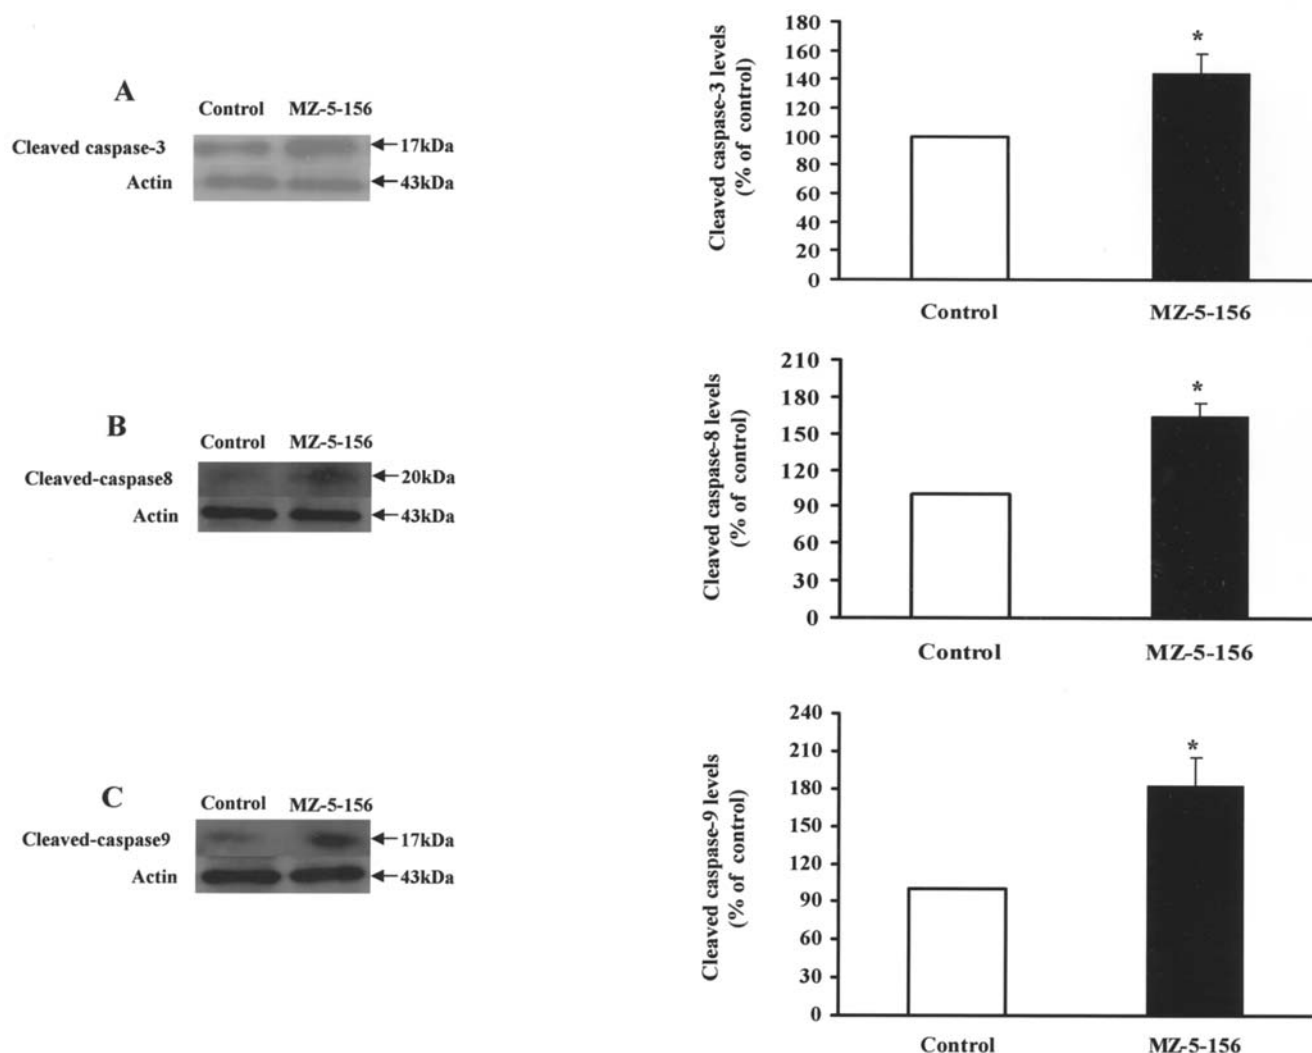 A
Control MZ-5-156
Cleaved caspase-3 17kDa
Actin 43kDa
Cleaved caspase-3 levels
(% of control)
180
160
140
120
100
80
60
40
20
0
*
Control MZ-5-156
B
Control MZ-5-156
Cleaved-caspase8 20kDa
Actin 43kDa
Cleaved caspase-8 levels
(% of control)
210
180
150
120
90
60
30
0
*
Control MZ-5-156
C
Control MZ-5-156
Cleaved-caspase9 17kDa
Actin 43kDa
Cleaved caspase-9 levels
(% of control)
240
210
180
150
120
90
60
30
0
*
Control MZ-5-156